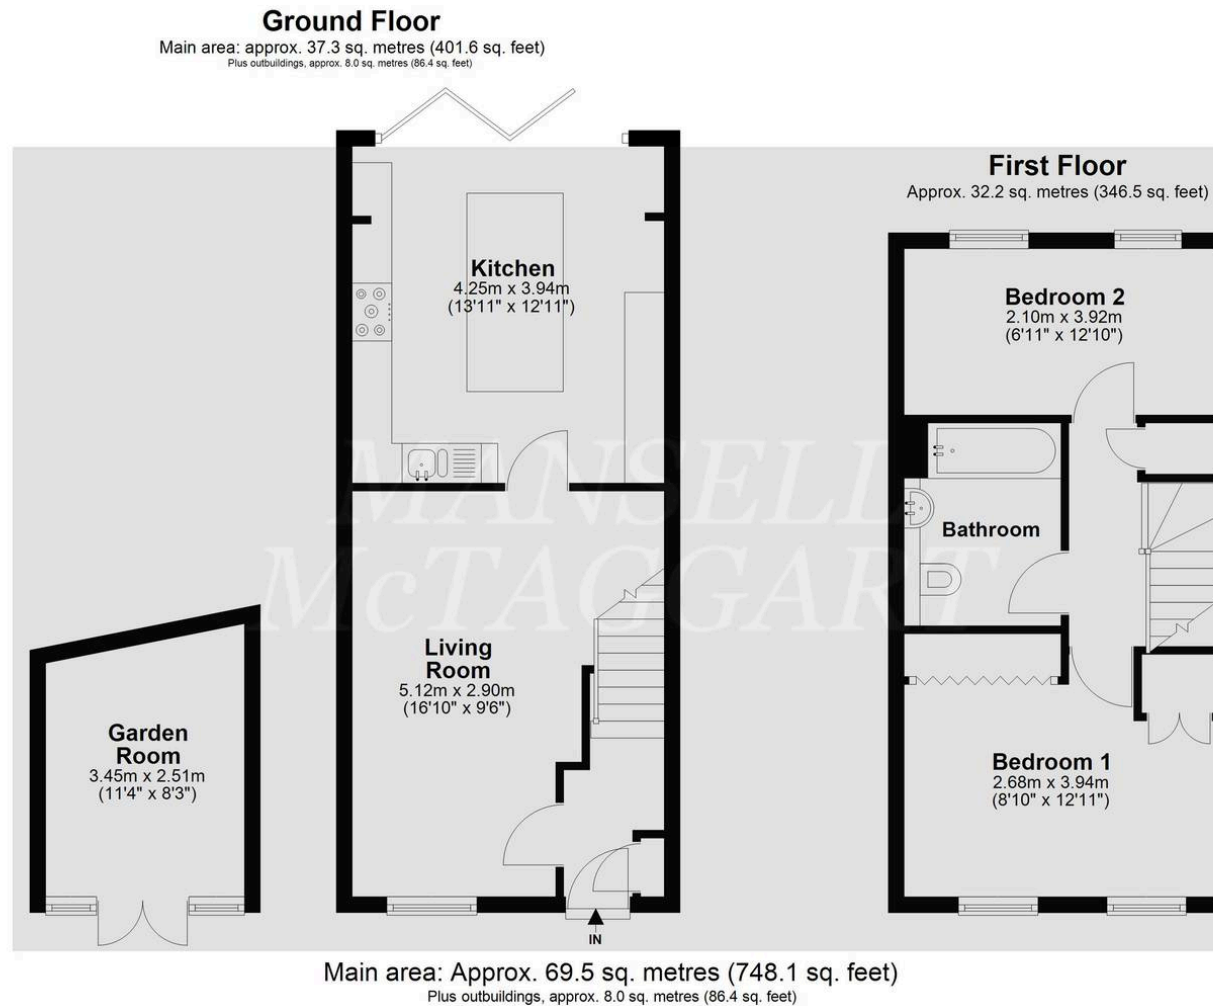 Ground Floor
Main area: approx. 37.3 sq. metres (401.6 sq. feet)
Plus outbuildings, approx. 8.0 sq. metres (86.4 sq. feet)
First Floor
Approx. 32.2 sq. metres (346.5 sq. feet)
Kitchen
4.25m x 3.94m
(13'11" x 12'11")
Bedroom 2
2.10m x 3.92m
(6'11" x 12'10")
MANSELL
McTAGGART
Bathroom
Living
Room
5.12m x 2.90m
(16'10" x 9'6")
Garden
Room
3.45m x 2.51m
(11'4" x 8'3")
Bedroom 1
2.68m x 3.94m
(8'10" x 12'11")
IN
Main area: Approx. 69.5 sq. metres (748.1 sq. feet)
Plus outbuildings, approx. 8.0 sq. metres (86.4 sq. feet)